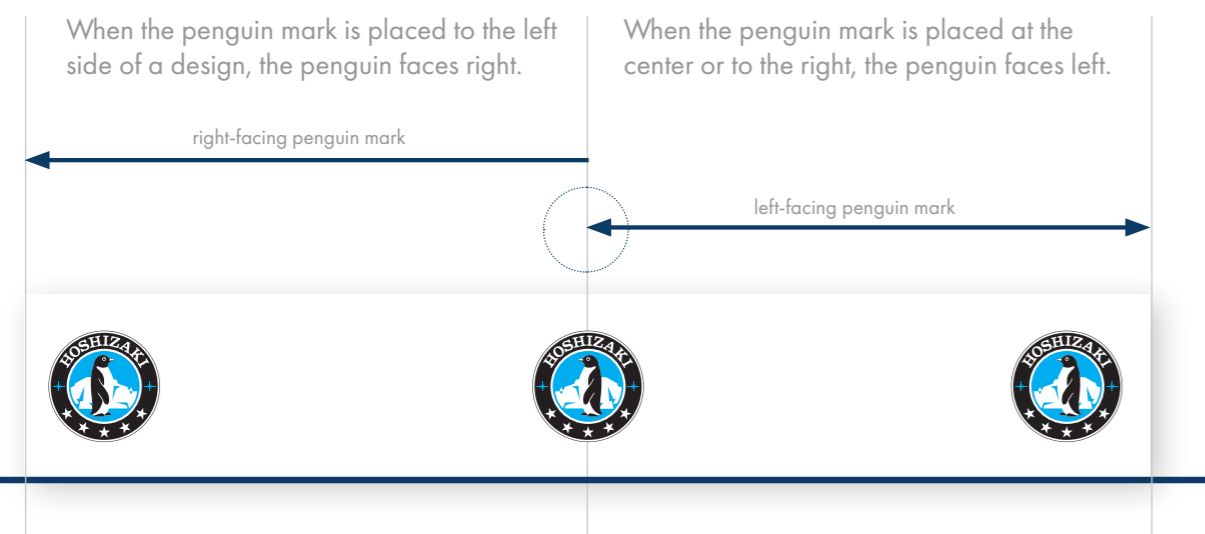 When the penguin mark is placed to the left
side of a design, the penguin faces right.
When the penguin mark is placed at the
center or to the right, the penguin faces left.
right-facing penguin mark
left-facing penguin mark
HOSHIZAKI
HOSHIZAKI
HOSHIZAKI